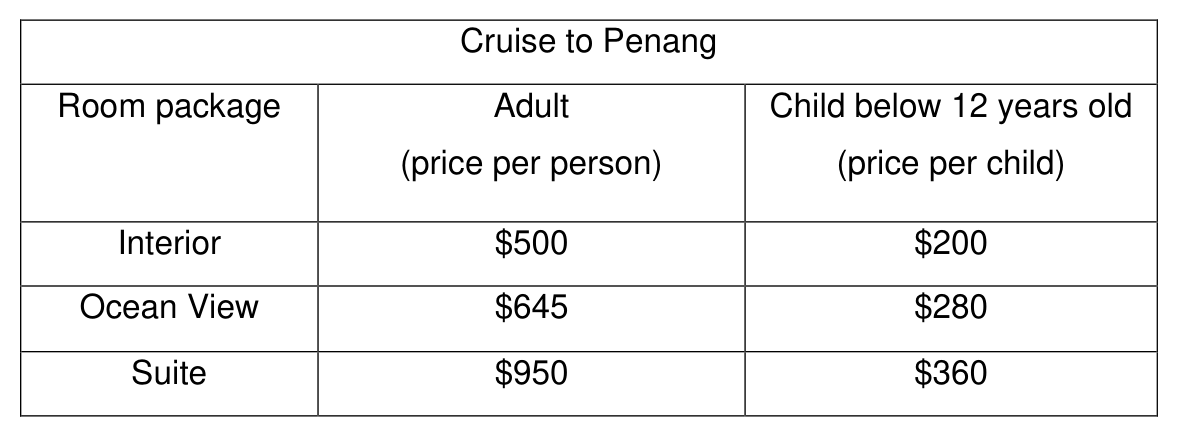 Cruise to Penang
Room package
Adult
(price per person)
Child below 12 years old
(price per child)
Interior
$500
$200
Ocean View
$645
$280
Suite
$950
$360